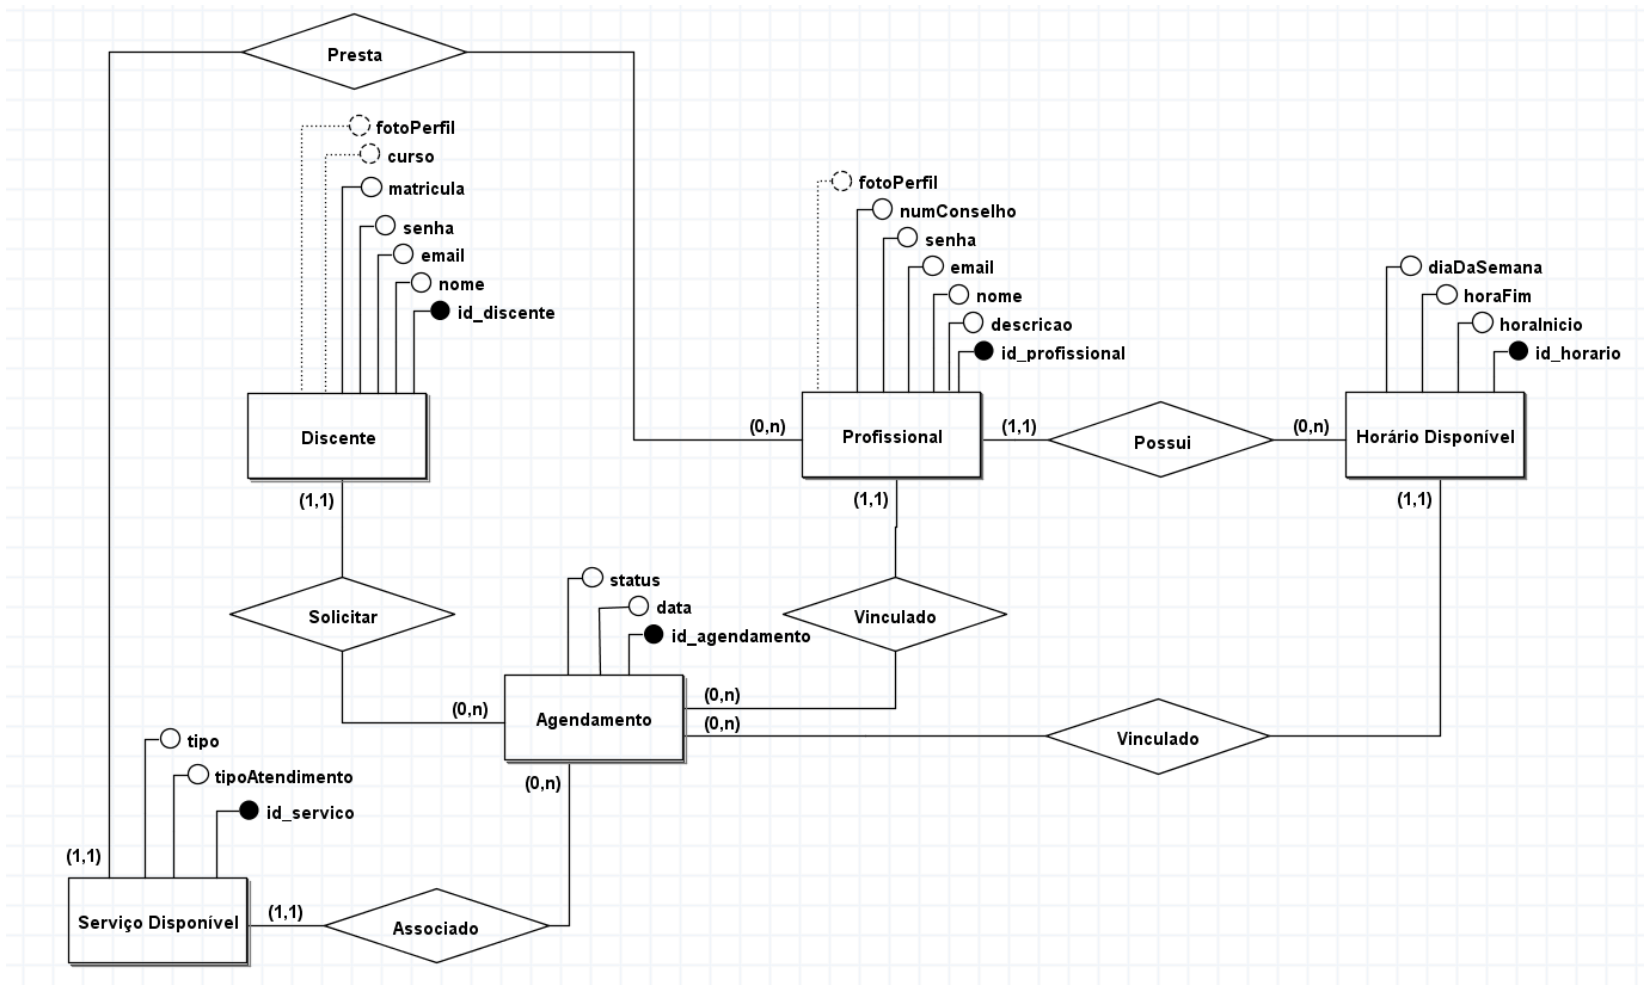 Presta
fotoPerfil
curso
matricula
senha
email
nome
id_discente
Discente
(1,1)
fotoPerfil
numConselho
senha
email
nome
descricao
id_profissional
(0,n)
Profissional
(1,1)
(1,1)
Possui
(0,n)
diaDaSemana
horaFim
horaInicio
id_horario
Horário Disponível
(1,1)
Solicitar
(0,n)
status
data
id_agendamento
Agendamento
Vinculado
(0,n)
(0,n)
Vinculado
(0,n)
tipo
tipoAtendimento
id_servico
(1,1)
Serviço Disponível
(1,1)
Associado